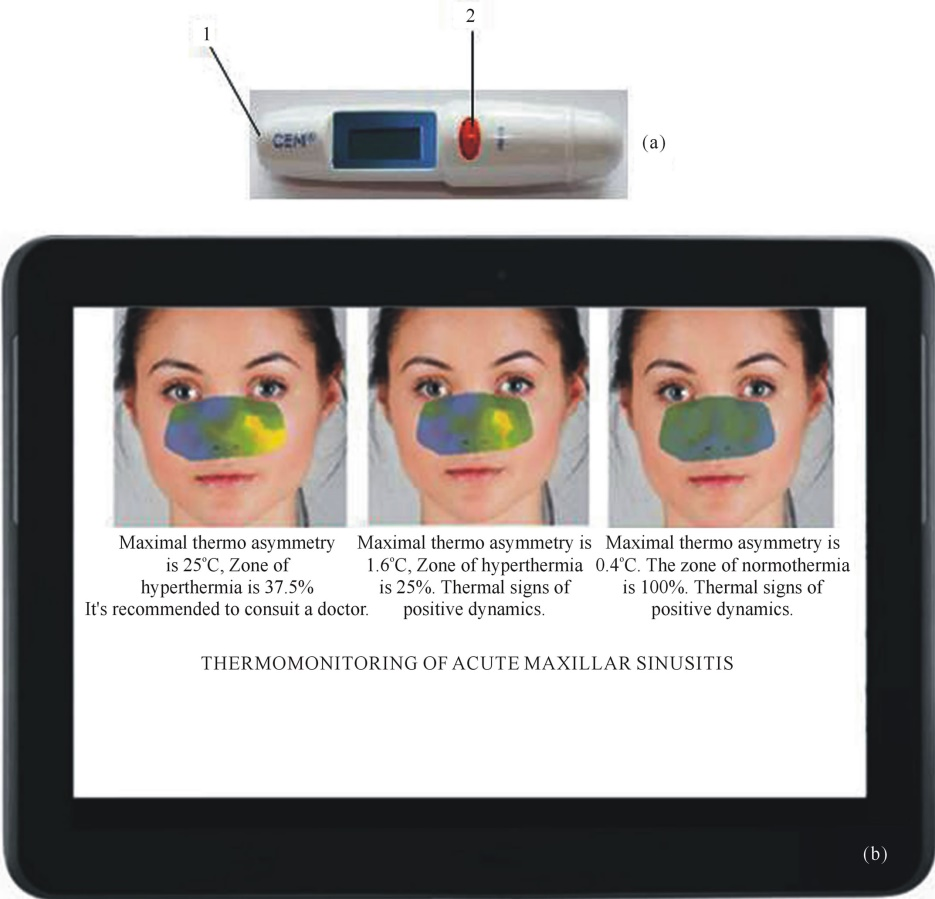 2
1
CEM®
(a)
Maximal thermo asymmetry
is 25°C, Zone of
hyperthermia is 37.5%
It's recommended to consuit a doctor.
Maximal thermo asymmetry is
1.6°C, Zone of hyperthermia
is 25%. Thermal signs of
positive dynamics.
Maximal thermo asymmetry is
0.4°C. The zone of normothermia
is 100%. Thermal signs of
positive dynamics.
THERMOMONITORING OF ACUTE MAXILLAR SINUSITIS
(b)